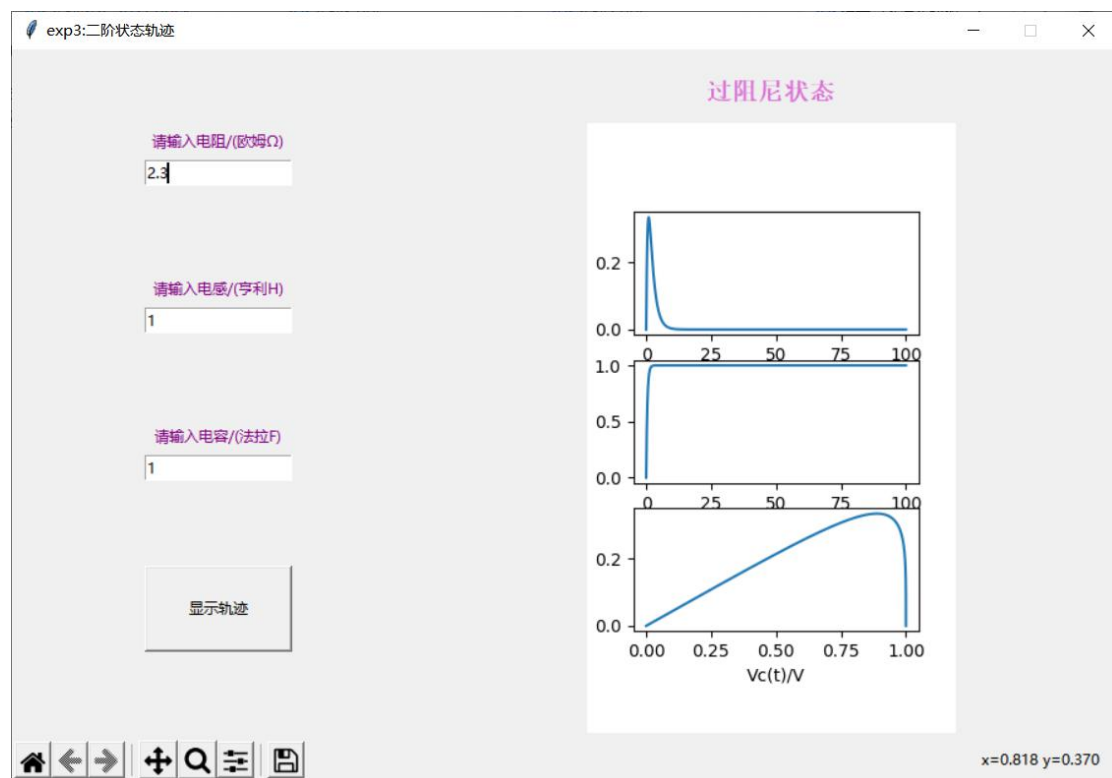 exp3:二阶状态轨迹
过阻尼状态
请输入电阻/(欧姆Ω)
2.3
请输入电感/(亨利H)
1
请输入电容/(法拉F)
1
显示轨迹
0.2
0.0
0 25 50 75 100
1.0
0.5
0.0
0 25 50 75 100
0.2
0.0
0.00 0.25 0.50 0.75 1.00
Vc(t)/V
x=0.818 y=0.370